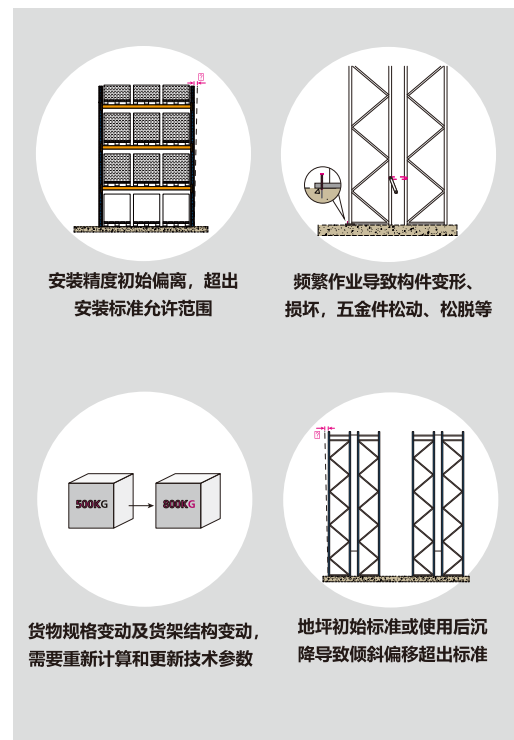 安装精度初始偏离，超出
安装标准允许范围
频繁作业导致构件变形、
损坏，五金件松动、松脱等
500KG
800KG
货物规格变动及货架结构变动，
需要重新计算和更新技术参数
地坪初始标准或使用后沉
降导致倾斜偏移超出标准